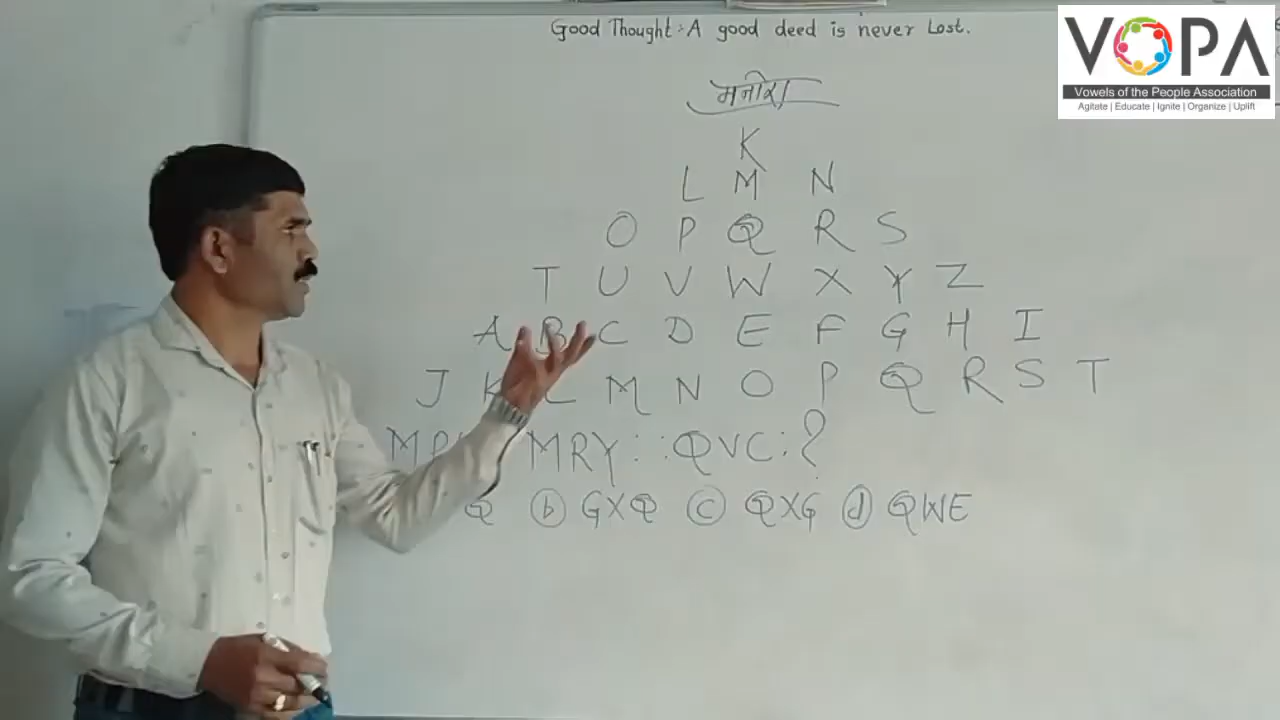 Good Thought :- A good deed is never Lost.
VOPA
Vowels of the People Association
Agitate | Educate | Ignite | Organize | Uplift
मनोरा
K
L M N
O P Q R S
T U V W X Y Z
A B C D E F G H I
J K L M N O P Q R S T
MRY :: QVC : ?
Q (b) GXQ (c) QXG (d) QWE